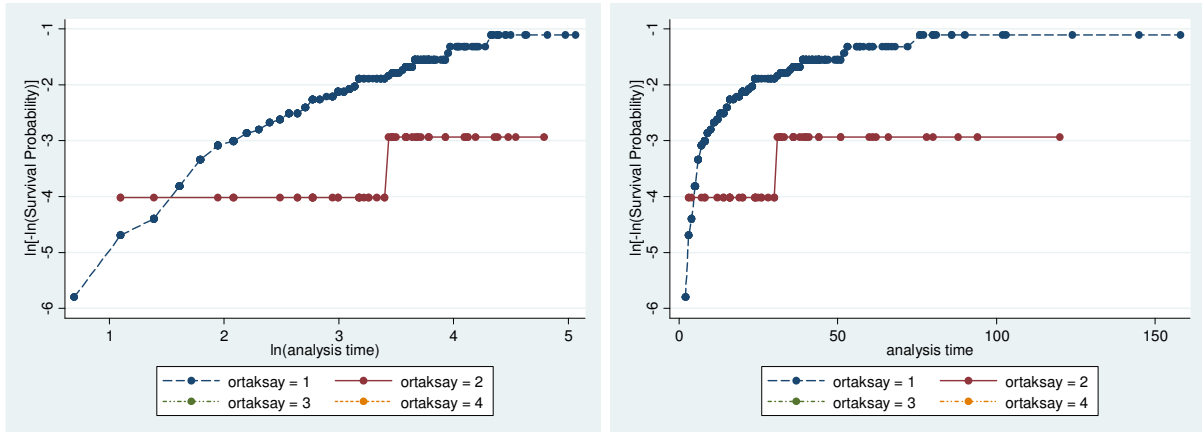 ln[-ln(Survival Probability)]
-1
-2
-3
-4
-5
-6
1 2 3 4 5
ln(analysis time)
ortaksay = 1 ortaksay = 2
ortaksay = 3 ortaksay = 4
ln[-ln(Survival Probability)]
-1
-2
-3
-4
-5
-6
0 50 100 150
analysis time
ortaksay = 1 ortaksay = 2
ortaksay = 3 ortaksay = 4